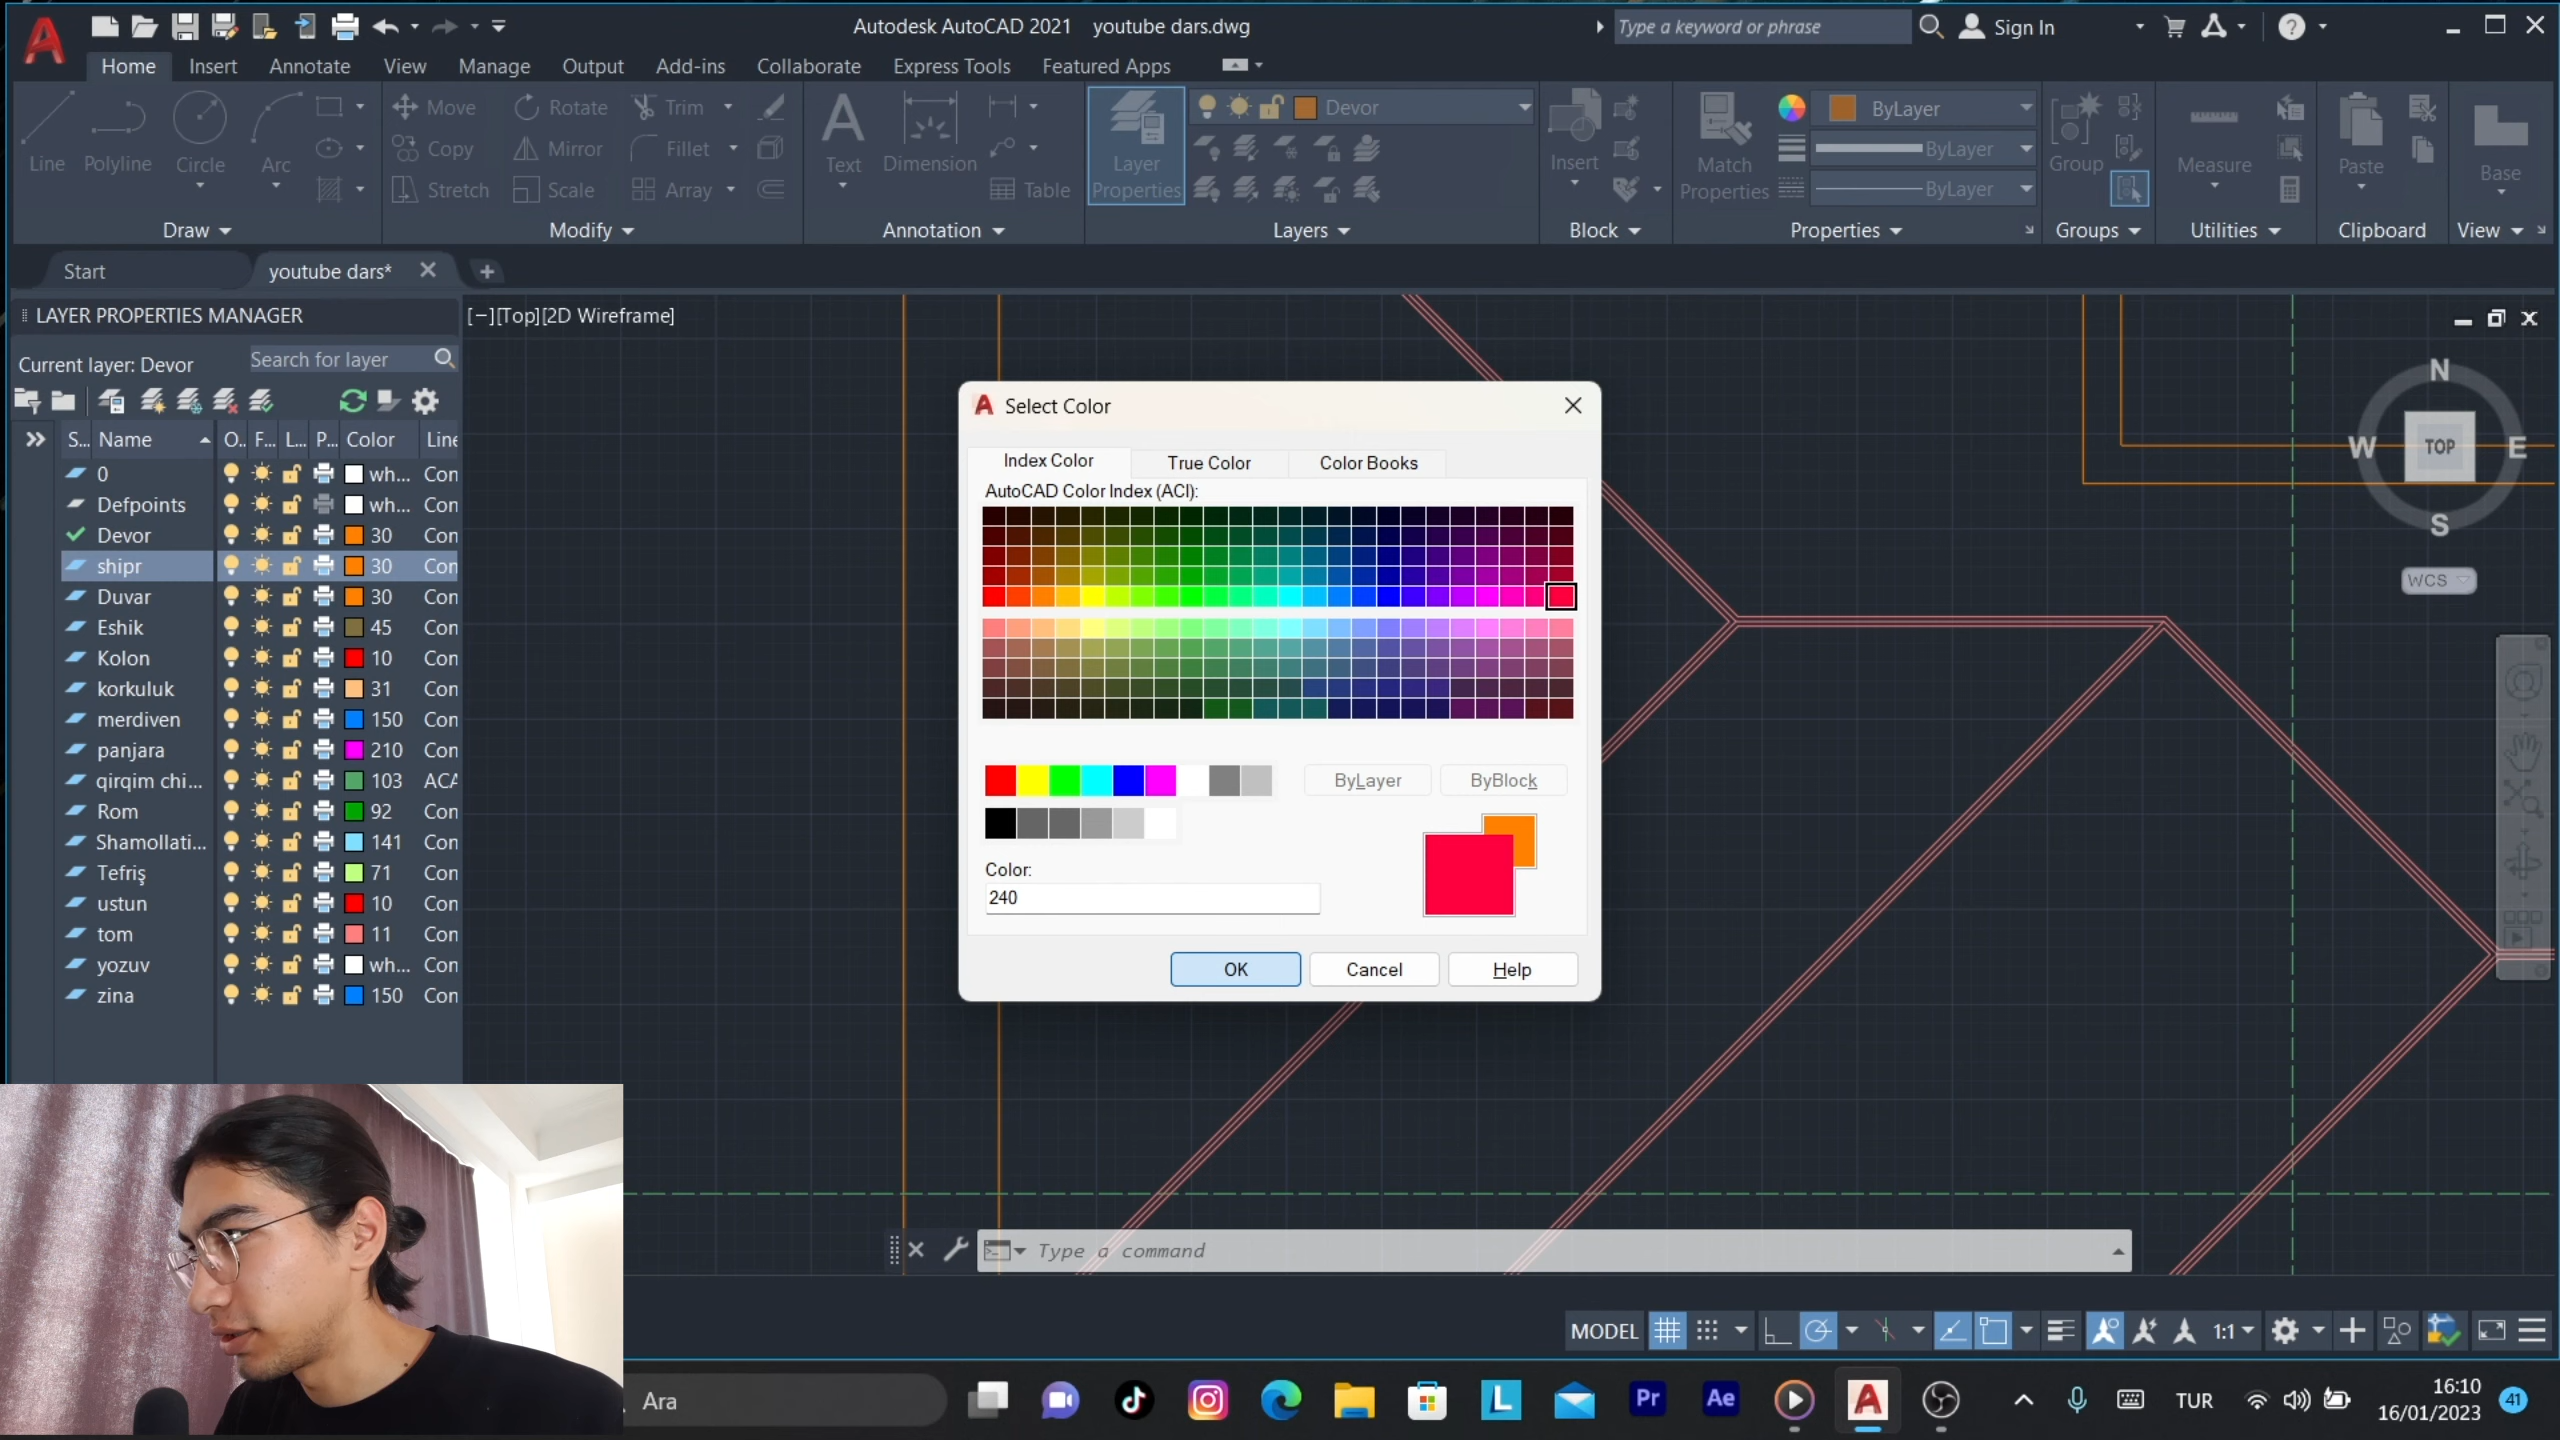 Autodesk AutoCAD 2021 youtube dars.dwg
Type a keyword or phrase
Sign In
Home Insert Annotate View Manage Output Add-ins Collaborate Express Tools Featured Apps
Line Polyline Circle Arc
Move Rotate Trim
Copy Mirror Fillet
Stretch Scale Array
Text Dimension
Table
Layer Properties
Devor
Insert
Match Properties
ByLayer
ByLayer
ByLayer
Group
Measure
Paste
Base
Draw Modify Annotation Layers Block Properties Groups Utilities Clipboard View
Start youtube dars*
LAYER PROPERTIES MANAGER
Current layer: Devor
Search for layer
S... Name O.. F... L... P... Color Line
0 wh... Con
Defpoints wh... Con
Devor 30 Con
shipr 30 Con
Duvar 30 Con
Eshik 45 Con
Kolon 10 Con
korkuluk 31 Con
merdiven 150 Con
panjara 210 Con
qirqim chi... 103 ACA
Rom 92 Con
Shamollati... 141 Con
Tefriş 71 Con
ustun 10 Con
tom 11 Con
yozuv wh... Con
zina 150 Con
[−][Top][2D Wireframe]
N
W TOP E
S
WCS
Select Color
Index Color True Color Color Books
AutoCAD Color Index (ACI):
ByLayer ByBlock
Color:
240
OK Cancel Help
Type a command
MODEL 1:1
Ara
L Pr Ae
TUR
16:10
16/01/2023
41